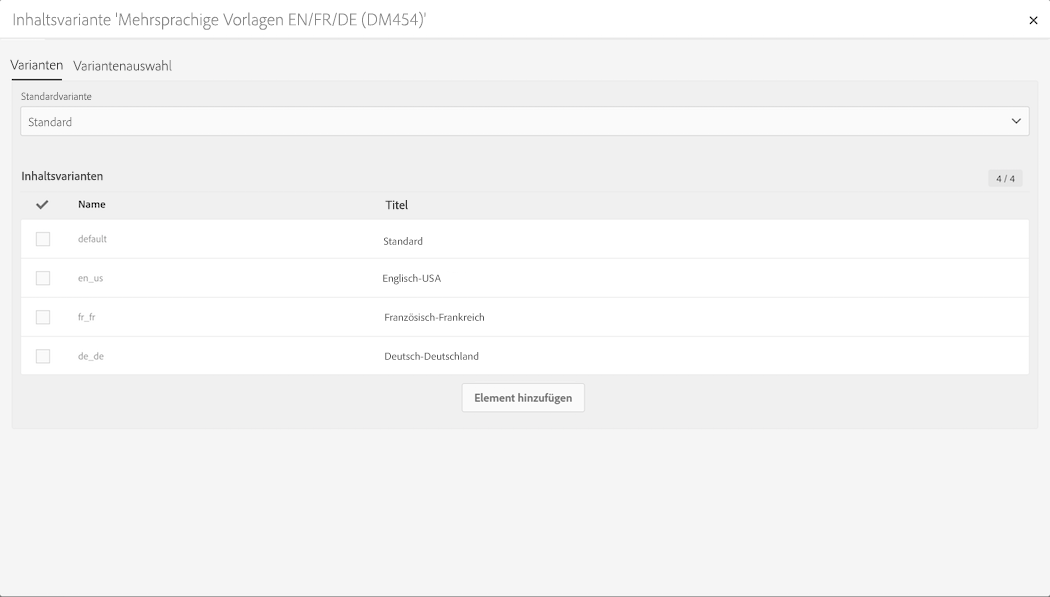 Inhaltsvariante 'Mehrsprachige Vorlagen EN/FR/DE (DM454)'
Varianten Variantenauswahl
Standardvariante
Standard
Inhaltsvarianten 4 / 4
Name Titel
default Standard
en_us Englisch-USA
fr_fr Französisch-Frankreich
de_de Deutsch-Deutschland
Element hinzufügen